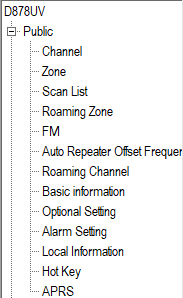 D878UV
Public
Channel
Zone
Scan List
Roaming Zone
FM
Auto Repeater Offset Frequen
Roaming Channel
Basic information
Optional Setting
Alarm Setting
Local Information
Hot Key
APRS